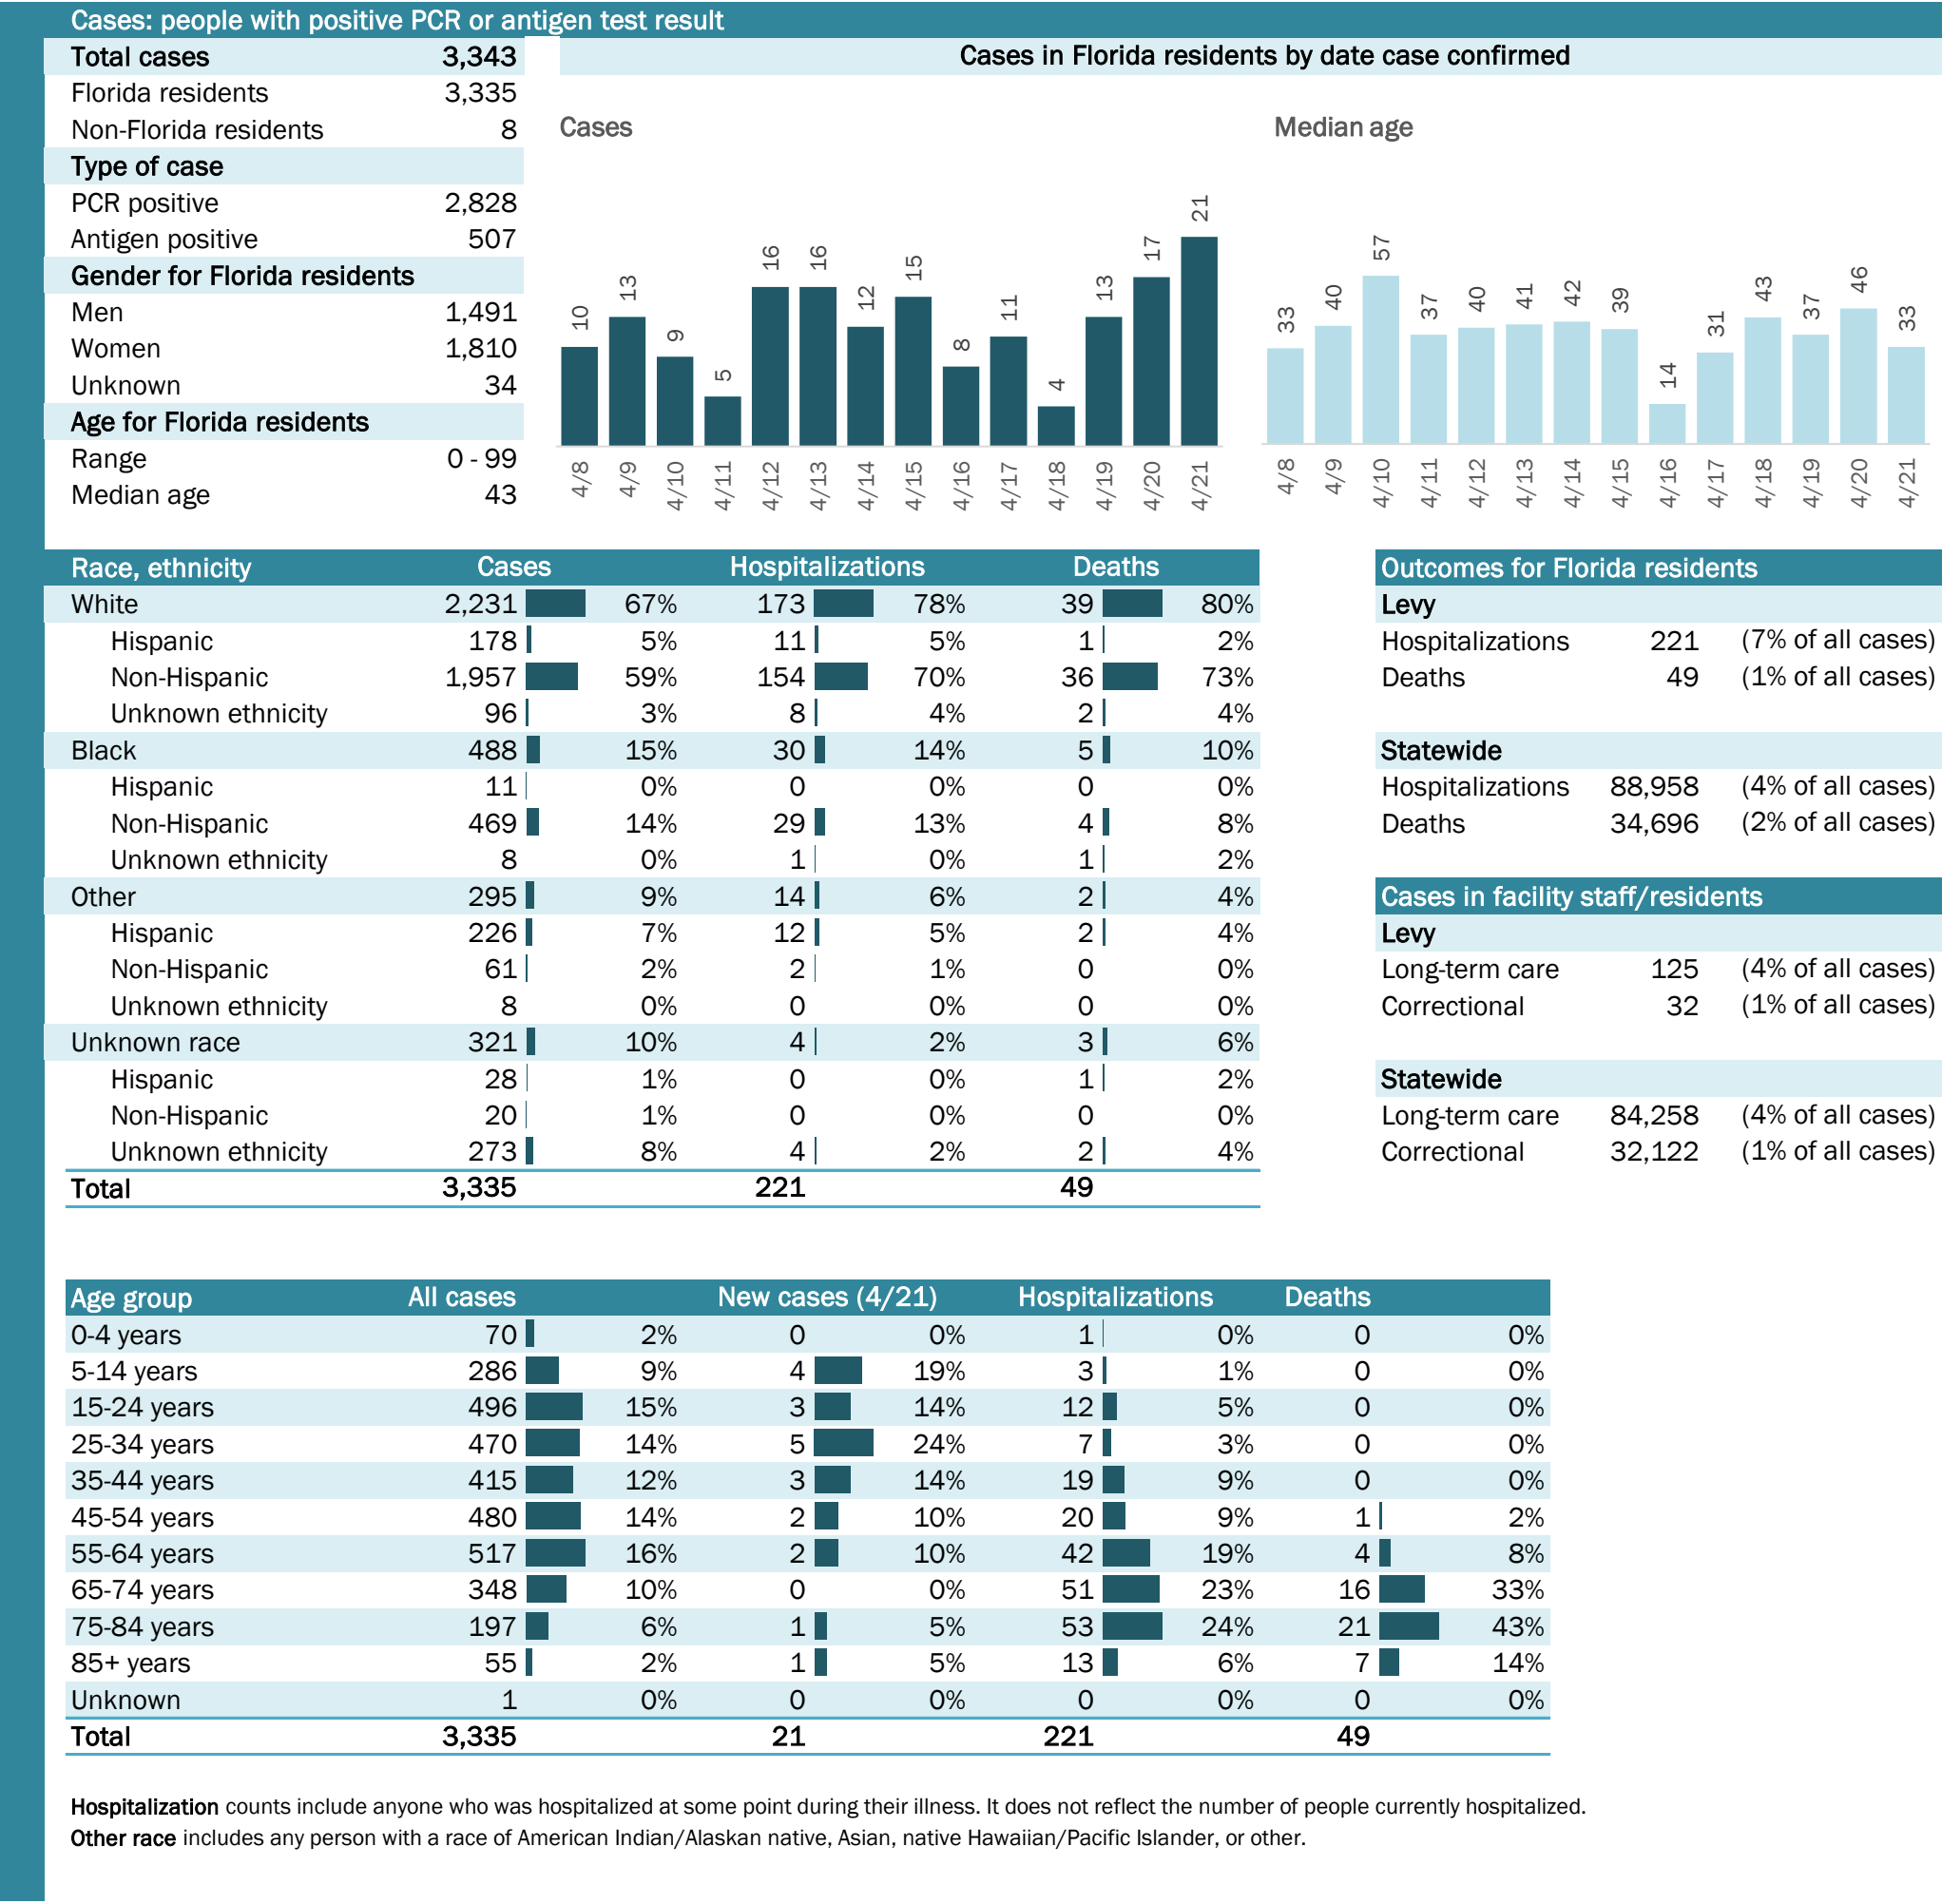 Cases: people with positive PCR or antigen test result
Total cases 3,343
Florida residents 3,335
Non-Florida residents 8
Type of case
PCR positive 2,828
Antigen positive 507
Gender for Florida residents
Men 1,491
Women 1,810
Unknown 34
Age for Florida residents
Range 0 - 99
Median age 43
Cases in Florida residents by date case confirmed
Cases
10 13 9 5 16 16 12 15 8 11 4 13 17 21
4/8 4/9 4/10 4/11 4/12 4/13 4/14 4/15 4/16 4/17 4/18 4/19 4/20 4/21
Median age
33 40 57 37 40 41 42 39 14 31 43 37 46 33
4/8 4/9 4/10 4/11 4/12 4/13 4/14 4/15 4/16 4/17 4/18 4/19 4/20 4/21
Race, ethnicity Cases Hospitalizations Deaths
White 2,231 67% 173 78% 39 80%
Hispanic 178 5% 11 5% 1 2%
Non-Hispanic 1,957 59% 154 70% 36 73%
Unknown ethnicity 96 3% 8 4% 2 4%
Black 488 15% 30 14% 5 10%
Hispanic 11 0% 0 0% 0 0%
Non-Hispanic 469 14% 29 13% 4 8%
Unknown ethnicity 8 0% 1 0% 1 2%
Other 295 9% 14 6% 2 4%
Hispanic 226 7% 12 5% 2 4%
Non-Hispanic 61 2% 2 1% 0 0%
Unknown ethnicity 8 0% 0 0% 0 0%
Unknown race 321 10% 4 2% 3 6%
Hispanic 28 1% 0 0% 1 2%
Non-Hispanic 20 1% 0 0% 0 0%
Unknown ethnicity 273 8% 4 2% 2 4%
Total 3,335 221 49
Outcomes for Florida residents
Levy
Hospitalizations 221 (7% of all cases)
Deaths 49 (1% of all cases)
Statewide
Hospitalizations 88,958 (4% of all cases)
Deaths 34,696 (2% of all cases)
Cases in facility staff/residents
Levy
Long-term care 125 (4% of all cases)
Correctional 32 (1% of all cases)
Statewide
Long-term care 84,258 (4% of all cases)
Correctional 32,122 (1% of all cases)
Age group All cases New cases (4/21) Hospitalizations Deaths
0-4 years 70 2% 0 0% 1 0% 0 0%
5-14 years 286 9% 4 19% 3 1% 0 0%
15-24 years 496 15% 3 14% 12 5% 0 0%
25-34 years 470 14% 5 24% 7 3% 0 0%
35-44 years 415 12% 3 14% 19 9% 0 0%
45-54 years 480 14% 2 10% 20 9% 1 2%
55-64 years 517 16% 2 10% 42 19% 4 8%
65-74 years 348 10% 0 0% 51 23% 16 33%
75-84 years 197 6% 1 5% 53 24% 21 43%
85+ years 55 2% 1 5% 13 6% 7 14%
Unknown 1 0% 0 0% 0 0% 0 0%
Total 3,335 21 221 49
Hospitalization counts include anyone who was hospitalized at some point during their illness. It does not reflect the number of people currently hospitalized.
Other race includes any person with a race of American Indian/Alaskan native, Asian, native Hawaiian/Pacific Islander, or other.